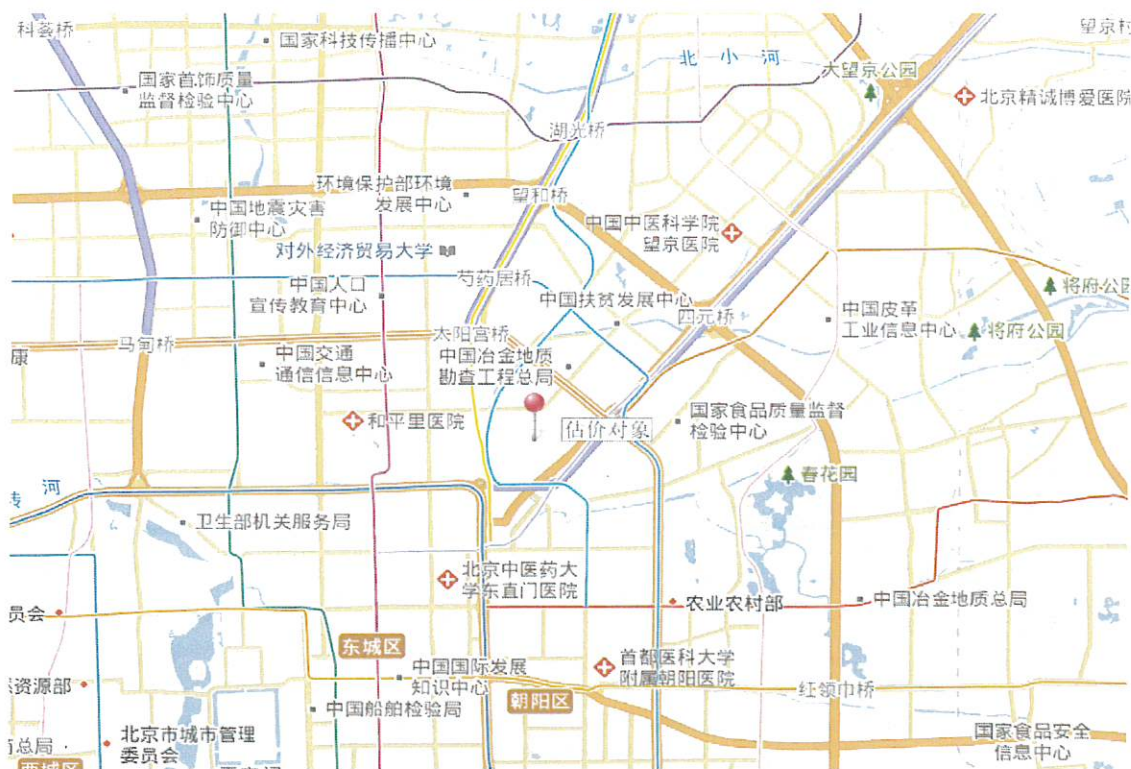 科荟桥
国家科技传播中心
北小河
望京村
大望京公园
国家首饰质量
监督检验中心
北京精诚博爱医院
湖光桥
环境保护部环境
发展中心
望和桥
中国地震灾害
防御中心
中国中医科学院
望京医院
对外经济贸易大学
芍药居桥
中国人口
宣传教育中心
中国扶贫发展中心
将府公园
四元桥
中国皮革
工业信息中心
将府公园
太阳宫桥
马甸桥
康
中国交通
通信信息中心
中国冶金地质
勘查工程总局
和平里医院
估价对象
国家食品质量监督
检验中心
春花园
河
卫生部机关服务局
北京中医药大
学东直门医院
农业农村部
中国冶金地质总局
员会
东城区
中国国际发展
知识中心
首都医科大学
附属朝阳医院
资源部
朝阳区
红领巾桥
中国船舶检验局
北京市城市管理
委员会
总局
国家食品安全
信息中心
西城区